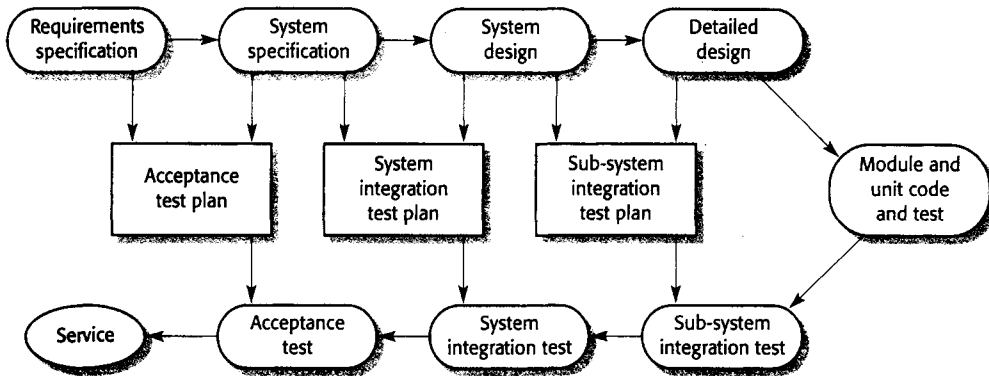 Requirements
specification
System
specification
System
design
Detailed
design
Acceptance
test plan
System
integration
test plan
Sub-system
integration
test plan
Module and
unit code
and test
Service
Acceptance
test
System
integration test
Sub-system
integration test